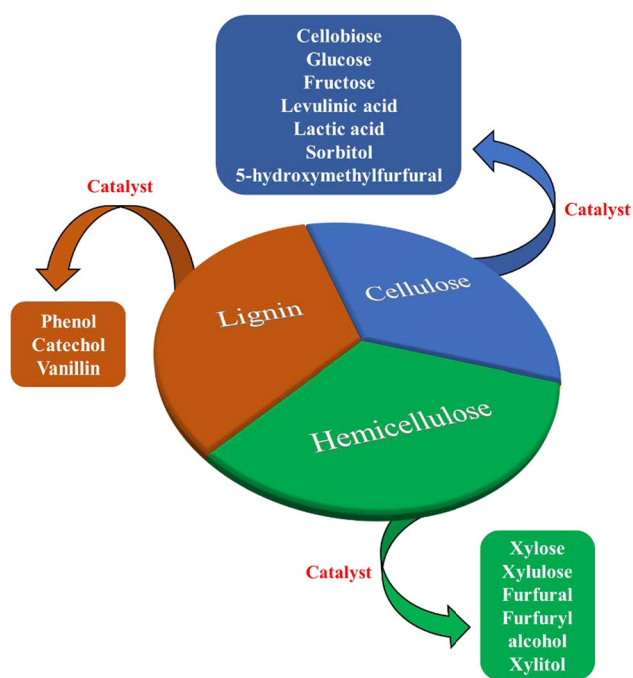 Cellobiose
Glucose
Fructose
Levulinic acid
Lactic acid
Sorbitol
5-hydroxymethylfurfural
Catalyst
Catalyst
Cellulose
Lignin
Phenol
Catechol
Vanillin
Hemicellulose
Catalyst
Xylose
Xylulose
Furfural
Furfuryl
alcohol
Xylitol